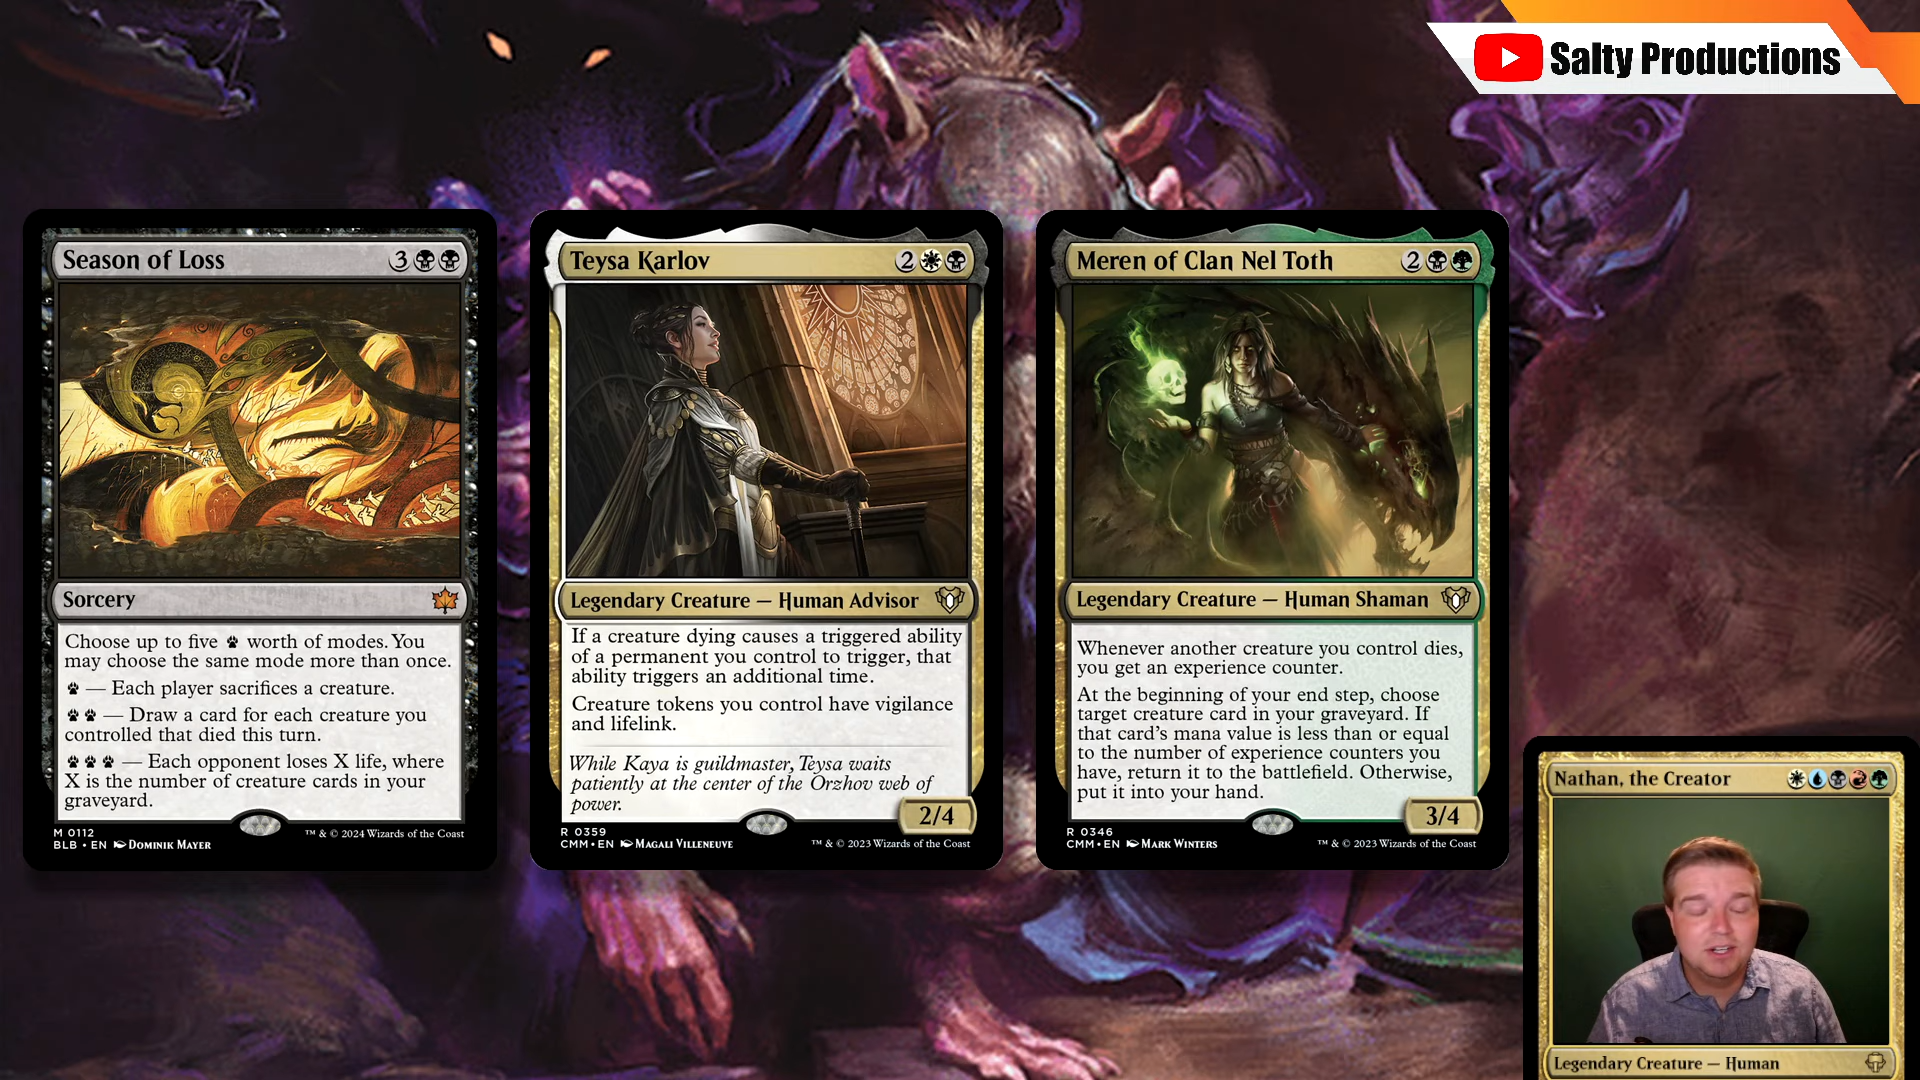 Salty Productions
Season of Loss 3
Sorcery
Choose up to five worth of modes. You
may choose the same mode more than once.
— Each player sacrifices a creature.
— Draw a card for each creature you
controlled that died this turn.
— Each opponent loses X life, where
X is the number of creature cards in your
graveyard.
M 0112
BLB • EN DOMINIK MAYER
™ & © 2024 Wizards of the Coast
Teysa Karlov 2
Legendary Creature — Human Advisor
If a creature dying causes a triggered ability
of a permanent you control to trigger, that
ability triggers an additional time.
Creature tokens you control have vigilance
and lifelink.
While Kaya is guildmaster, Teysa waits
patiently at the center of the Orzhov web of
power.
2/4
R 0359
CMM • EN MAGALI VILLENEUVE
™ & © 2023 Wizards of the Coast
Meren of Clan Nel Toth 2
Legendary Creature — Human Shaman
Whenever another creature you control dies,
you get an experience counter.
At the beginning of your end step, choose
target creature card in your graveyard. If
that card's mana value is less than or equal
to the number of experience counters you
have, return it to the battlefield. Otherwise,
put it into your hand.
3/4
R 0346
CMM • EN MARK WINTERS
™ & © 2023 Wizards of the Coast
Nathan, the Creator
Legendary Creature — Human